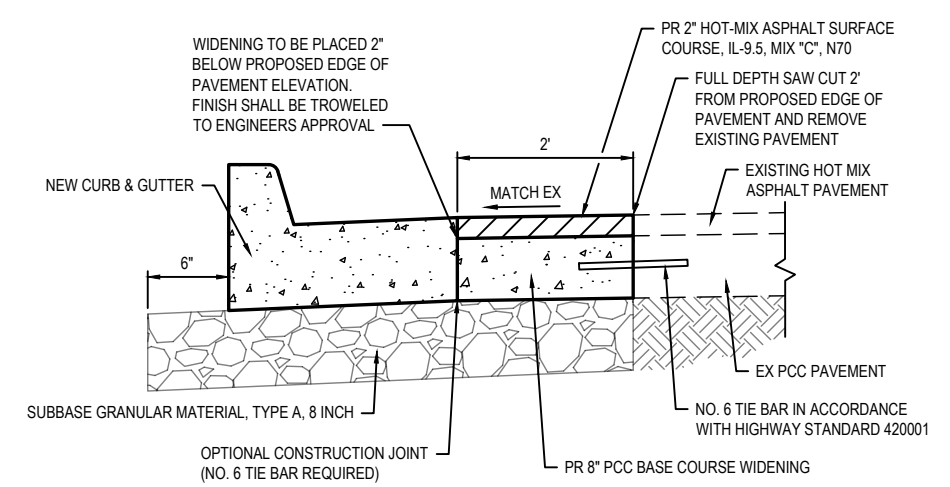 PR 2" HOT-MIX ASPHALT SURFACE
COURSE, IL-9.5, MIX "C", N70
WIDENING TO BE PLACED 2"
BELOW PROPOSED EDGE OF
PAVEMENT ELEVATION.
FINISH SHALL BE TROWELED
TO ENGINEERS APPROVAL
FULL DEPTH SAW CUT 2'
FROM PROPOSED EDGE OF
PAVEMENT AND REMOVE
EXISTING PAVEMENT
2'
NEW CURB & GUTTER
MATCH EX
EXISTING HOT MIX
ASPHALT PAVEMENT
6"
EX PCC PAVEMENT
SUBBASE GRANULAR MATERIAL, TYPE A, 8 INCH
NO. 6 TIE BAR IN ACCORDANCE
WITH HIGHWAY STANDARD 420001
OPTIONAL CONSTRUCTION JOINT
(NO. 6 TIE BAR REQUIRED)
PR 8" PCC BASE COURSE WIDENING